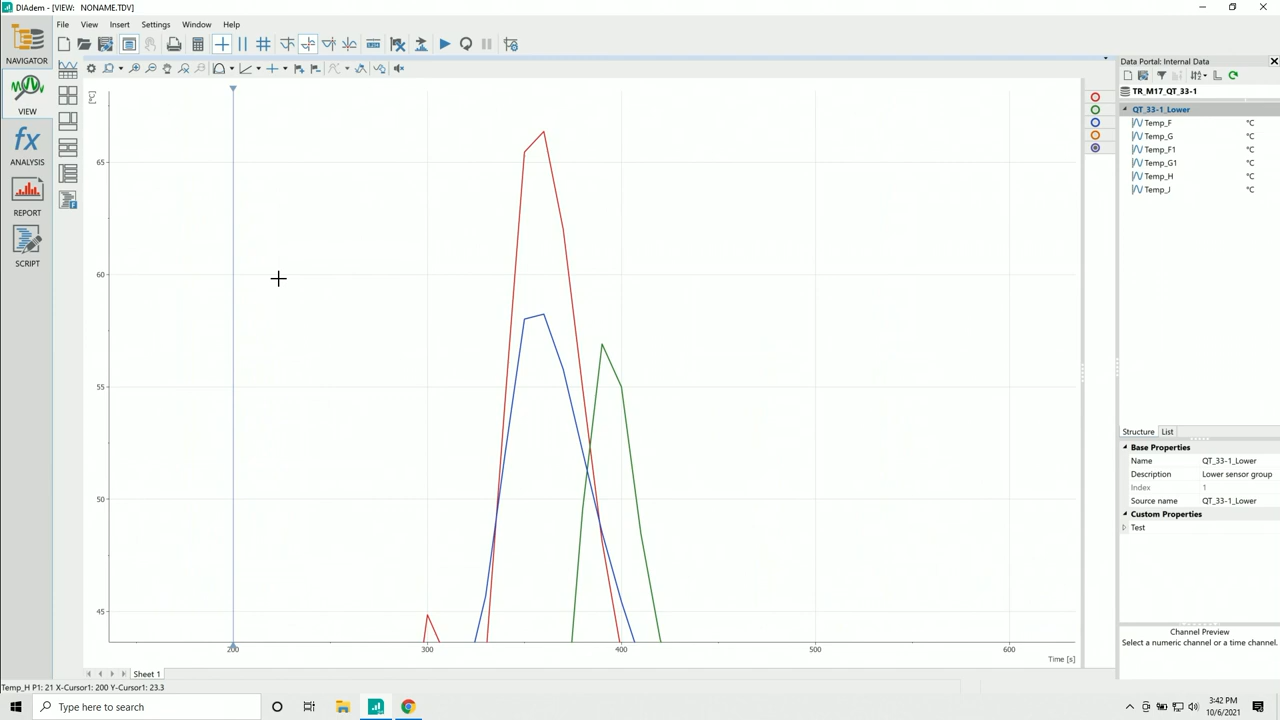 DIAdem - [VIEW: NONAME.TDV]
File View Insert Settings Window Help
NAVIGATOR
VIEW
ANALYSIS
REPORT
SCRIPT
[°C]
65
60
55
50
45
200 300 400 500 600
Time [s]
Sheet 1
Temp_H P1: 21 X-Cursor1: 200 Y-Cursor1: 23.3
Data Portal: Internal Data
TR_M17_QT_33-1
QT_33-1_Lower
Temp_F °C
Temp_G °C
Temp_F1 °C
Temp_G1 °C
Temp_H °C
Temp_J °C
Structure List
Base Properties
Name QT_33-1_Lower
Description Lower sensor group
Index 1
Source name QT_33-1_Lower
Custom Properties
Test
Channel Preview
Select a numeric channel or a time channel.
Type here to search
3:42 PM
10/6/2021